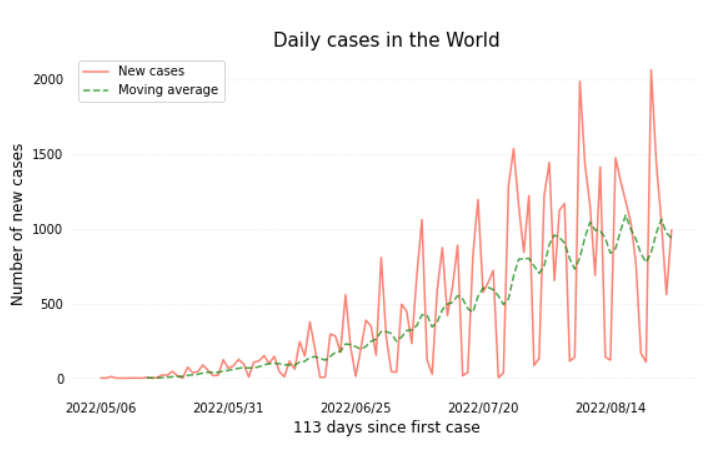 Daily cases in the World
New cases
Moving average
Number of new cases
2000
1500
1000
500
0
2022/05/06 2022/05/31 2022/06/25 2022/07/20 2022/08/14
113 days since first case